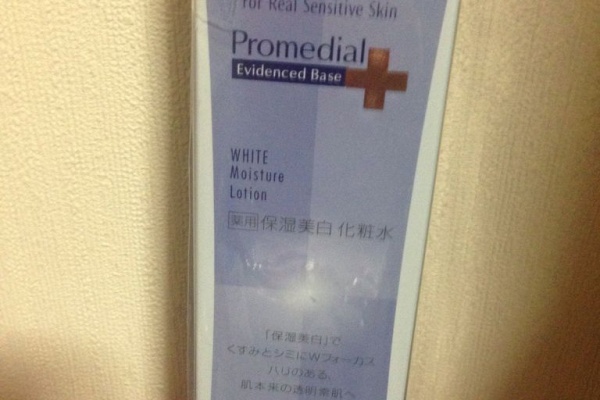 For Real Sensitive Skin
Promedial
Evidenced Base
WHITE
Moisture
Lotion
薬用 保湿美白 化粧水
「保湿美白」で
くすみとシミにWフォーカス
ハリのある、
肌本来の透明素肌へ